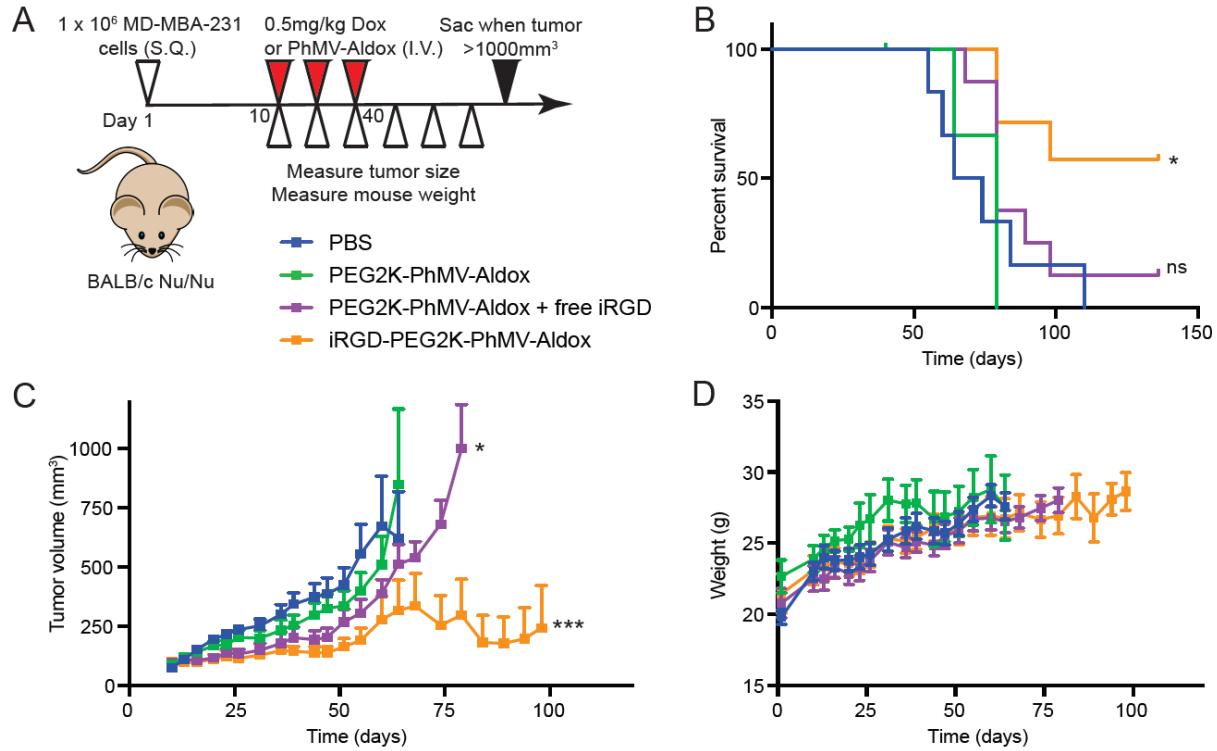 A
1 x 10⁶ MD-MBA-231
cells (S.Q.)
0.5mg/kg Dox
or PhMV-Aldox (I.V.)
Sac when tumor
>1000mm³
Day 1
10
40
Measure tumor size
Measure mouse weight
BALB/c Nu/Nu
PBS
PEG2K-PhMV-Aldox
PEG2K-PhMV-Aldox + free iRGD
iRGD-PEG2K-PhMV-Aldox
B
Percent survival
100
50
0
*
ns
0
50
100
150
Time (days)
C
Tumor volume (mm³)
1000
750
500
250
0
*
***
0
25
50
75
100
Time (days)
D
Weight (g)
35
30
25
20
15
0
25
50
75
100
Time (days)